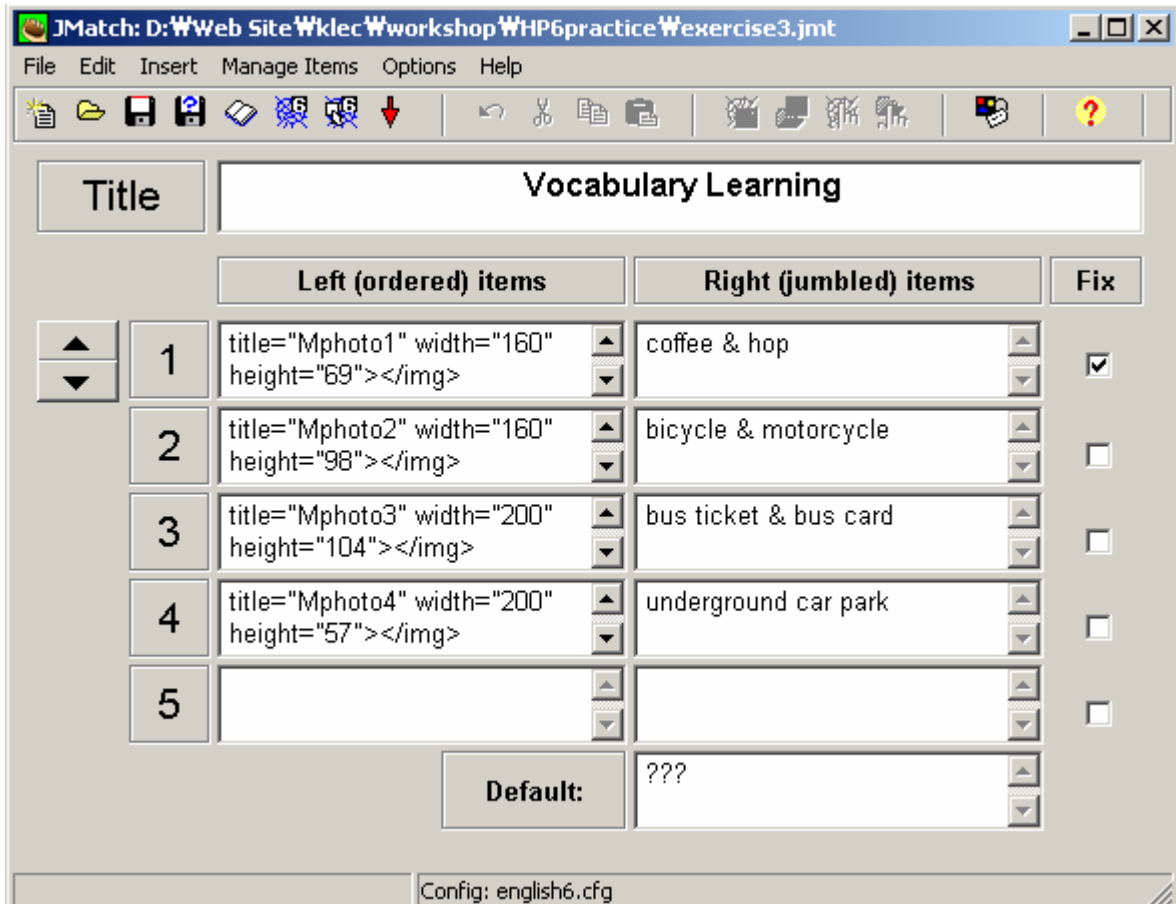 JMatch: D:₩Web Site₩klec₩workshop₩HP6practice₩exercise3.jmt
File Edit Insert Manage Items Options Help
Title
Vocabulary Learning
Left (ordered) items
Right (jumbled) items
Fix
1
title="Mphoto1" width="160"
height="69"></img>
coffee & hop
2
title="Mphoto2" width="160"
height="98"></img>
bicycle & motorcycle
3
title="Mphoto3" width="200"
height="104"></img>
bus ticket & bus card
4
title="Mphoto4" width="200"
height="57"></img>
underground car park
5
Default:
???
Config: english6.cfg